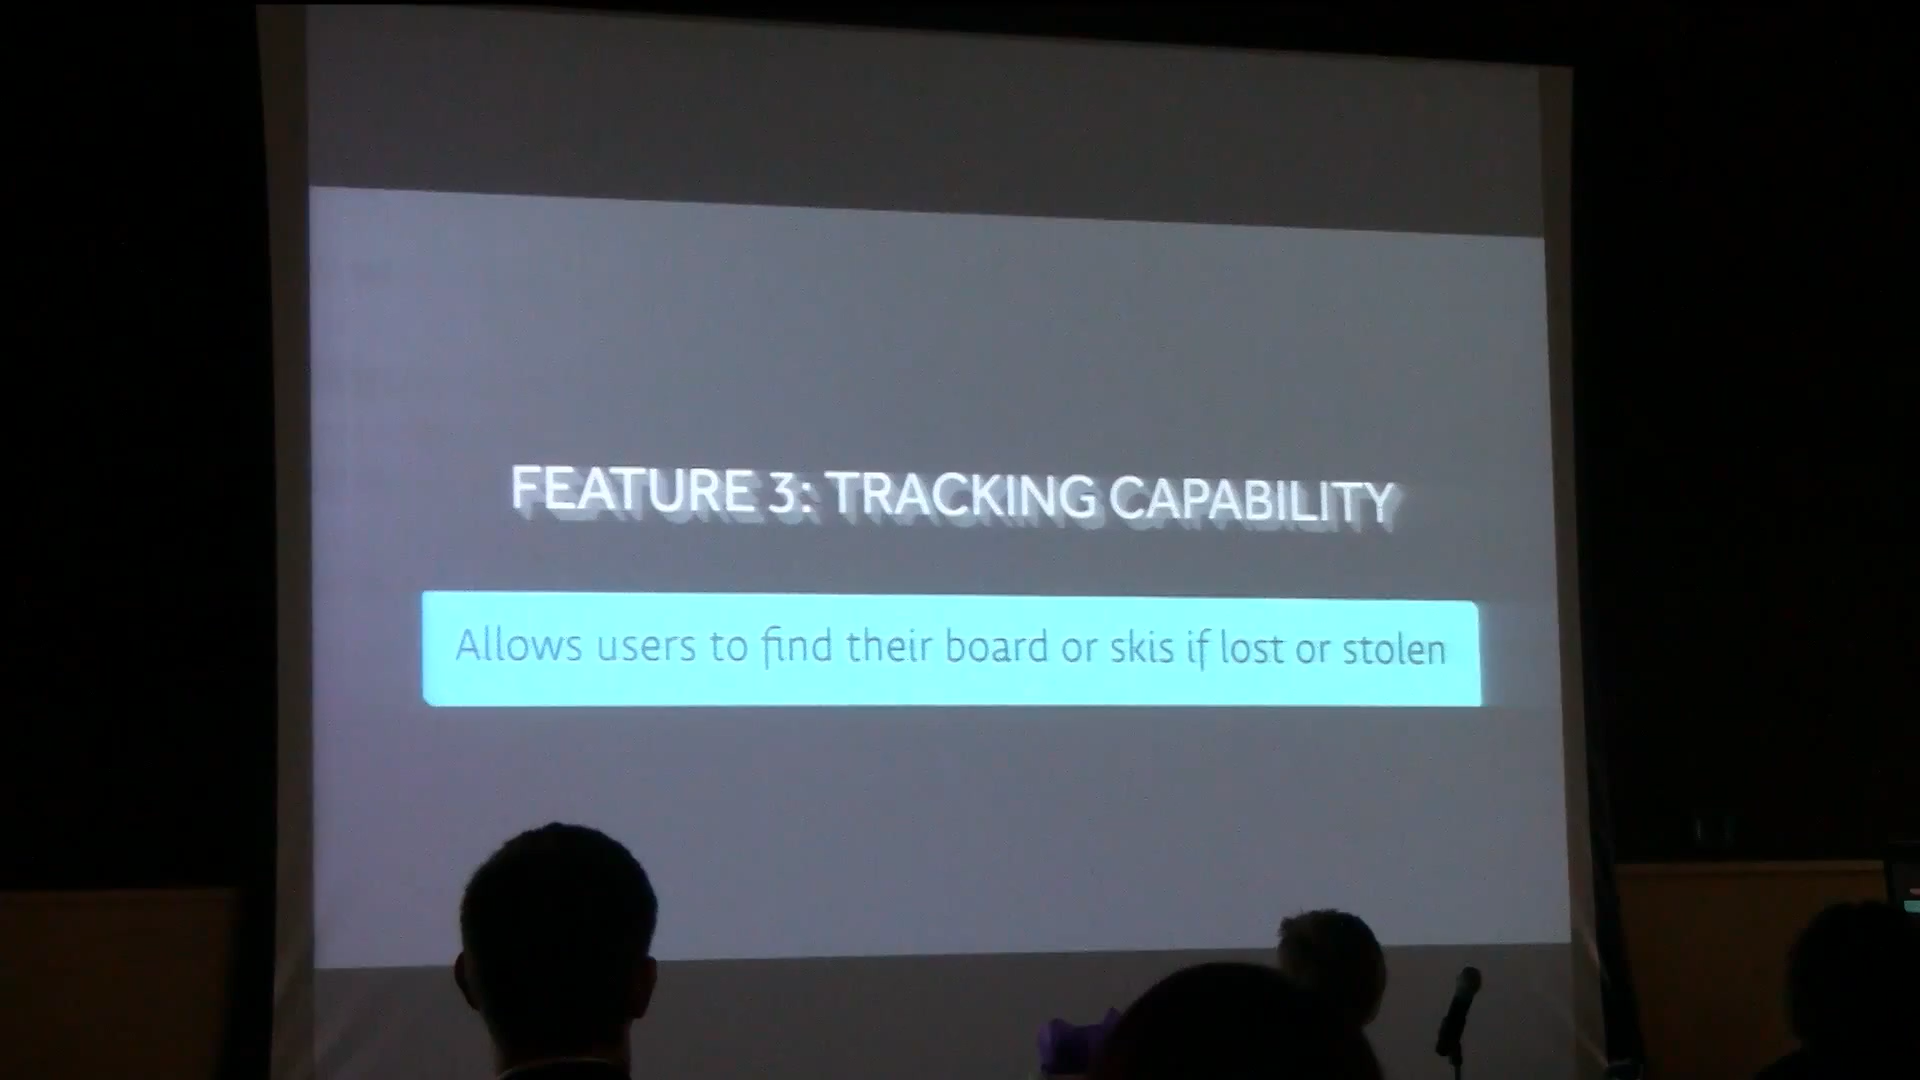 FEATURE 3: TRACKING CAPABILITY
Allows users to find their board or skis if lost or stolen